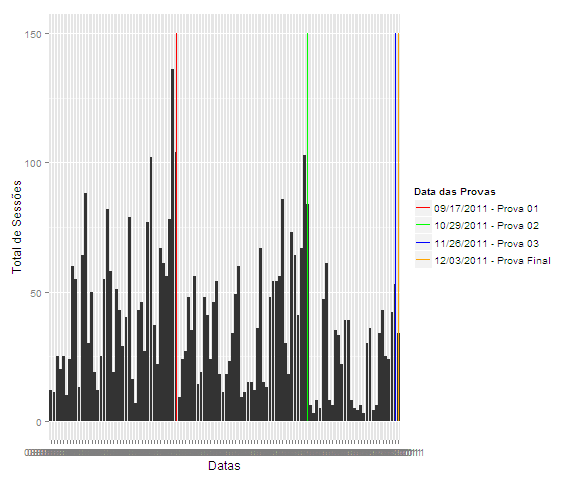 150
100
50
0
Total de Sessões
Datas
Data das Provas
09/17/2011 - Prova 01
10/29/2011 - Prova 02
11/26/2011 - Prova 03
12/03/2011 - Prova Final